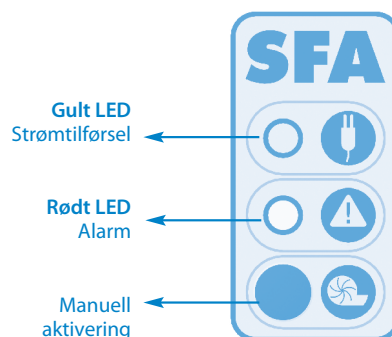 SFA
Gult LED
Strømtilførsel
Rødt LED
Alarm
Manuell
aktivering